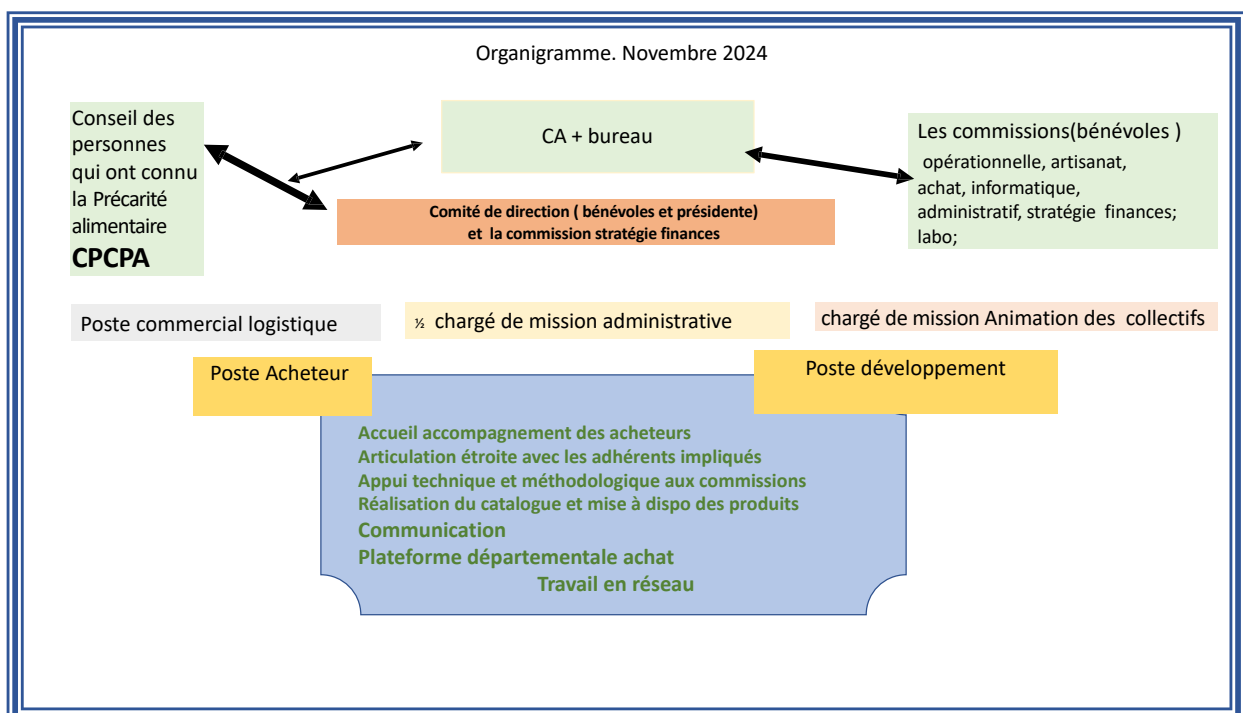 Organigramme. Novembre 2024
Conseil des
personnes
qui ont connu
la Précarité
alimentaire
CPCPA
CA + bureau
Les commissions(bénévoles )
opérationnelle, artisanat,
achat, informatique,
administratif, stratégie finances;
labo;
Comité de direction ( bénévoles et présidente)
et la commission stratégie finances
Poste commercial logistique
½ chargé de mission administrative
chargé de mission Animation des collectifs
Poste Acheteur
Poste développement
Accueil accompagnement des acheteurs
Articulation étroite avec les adhérents impliqués
Appui technique et méthodologique aux commissions
Réalisation du catalogue et mise à dispo des produits
Communication
Plateforme départementale achat
Travail en réseau